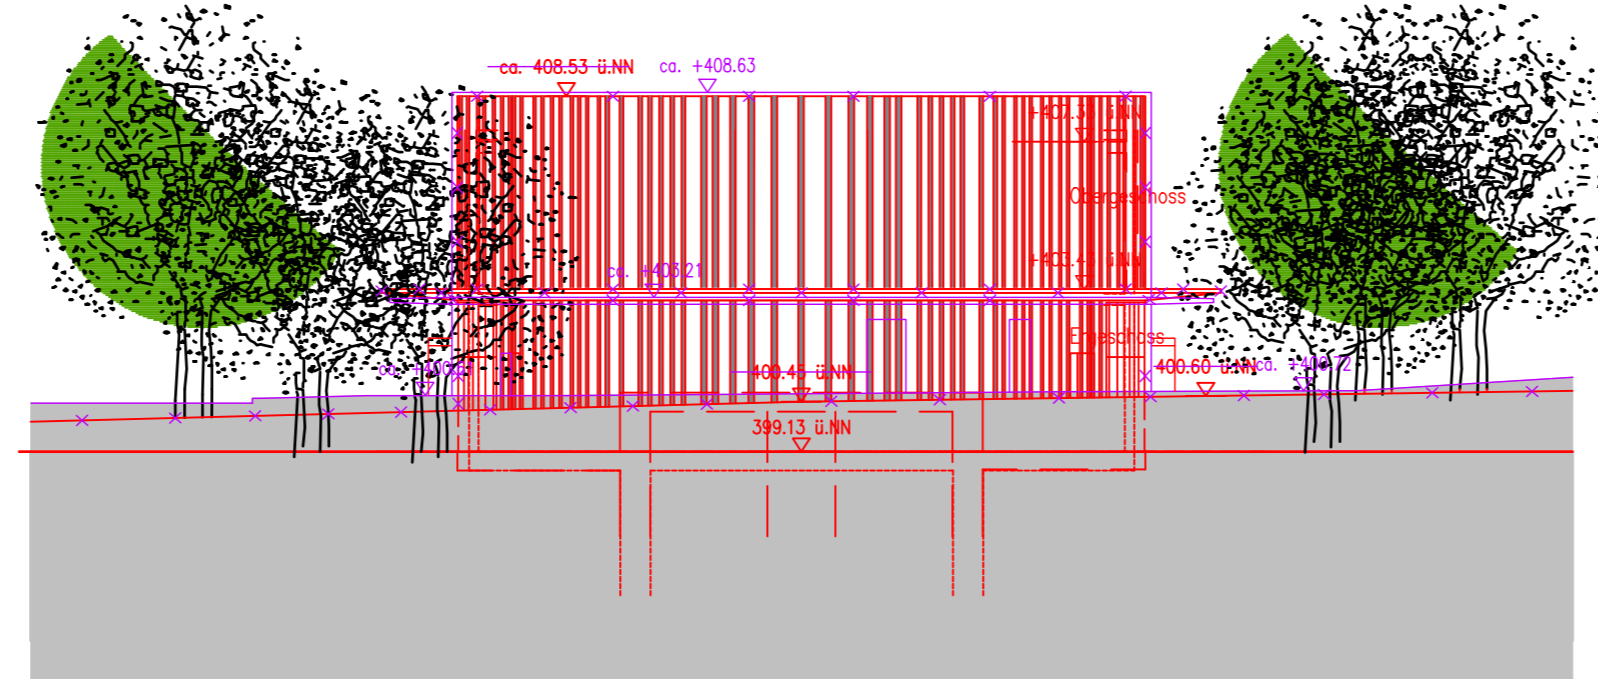 ca. 408.53 ü.NN
ca. +408.63
Obergeschoss
ca. +403.21
400.45 ü.NN
400.60 ü.NN
ca. +400.72
399.13 ü.NN